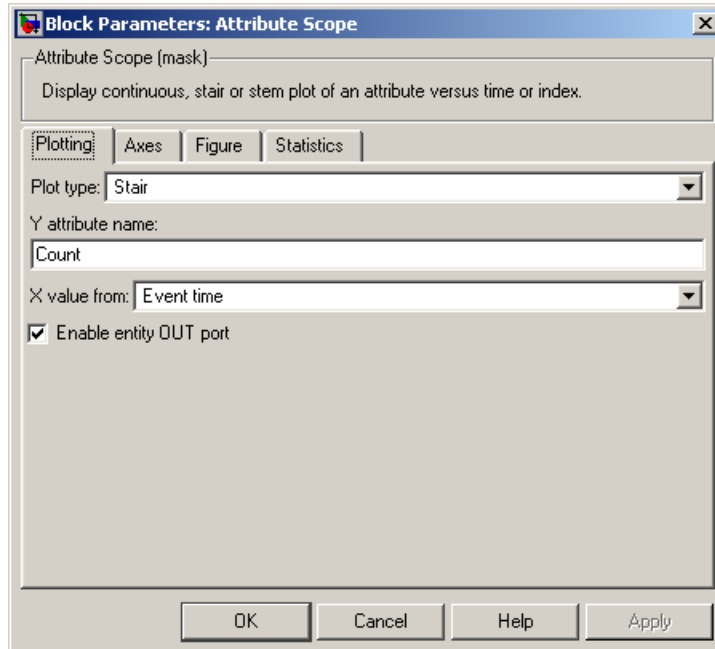 Block Parameters: Attribute Scope
Attribute Scope (mask)
Display continuous, stair or stem plot of an attribute versus time or index.
Plotting Axes Figure Statistics
Plot type: Stair
Y attribute name:
Count
X value from: Event time
Enable entity OUT port
OK Cancel Help Apply